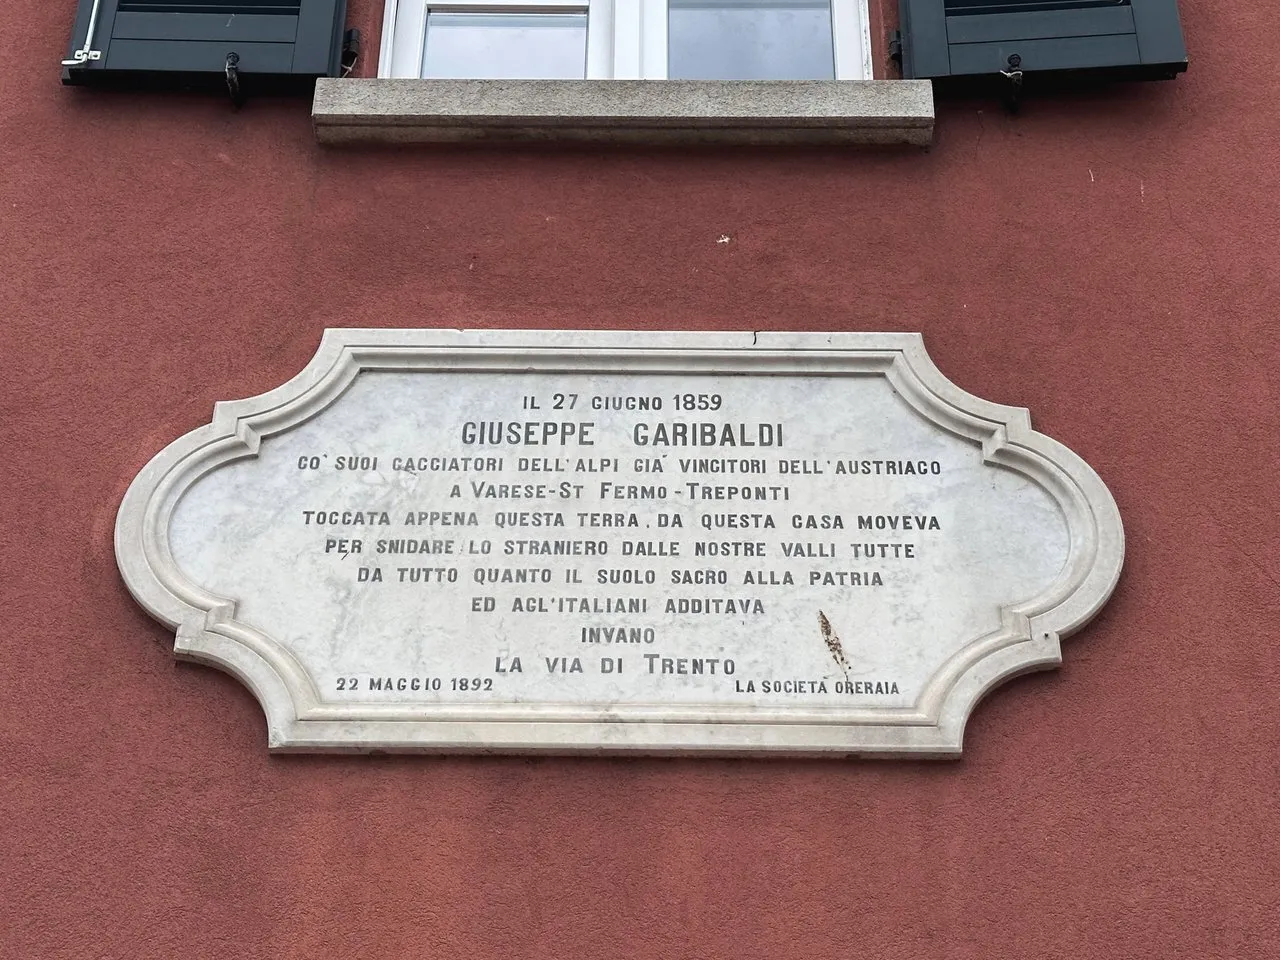 IL 27 GIUGNO 1859
GIUSEPPE GARIBALDI
CO' SUOI CACCIATORI DELL'ALPI GIÀ VINCITORI DELL'AUSTRIACO
A VARESE-ST FERMO-TREPONTI
TOCCATA APPENA QUESTA TERRA, DA QUESTA CASA MOVEVA
PER SNIDARE LO STRANIERO DALLE NOSTRE VALLI TUTTE
DA TUTTO QUANTO IL SUOLO SACRO ALLA PATRIA
ED AGL'ITALIANI ADDITAVA
INVANO
LA VIA DI TRENTO
22 MAGGIO 1892 LA SOCIETÀ ORERAIA